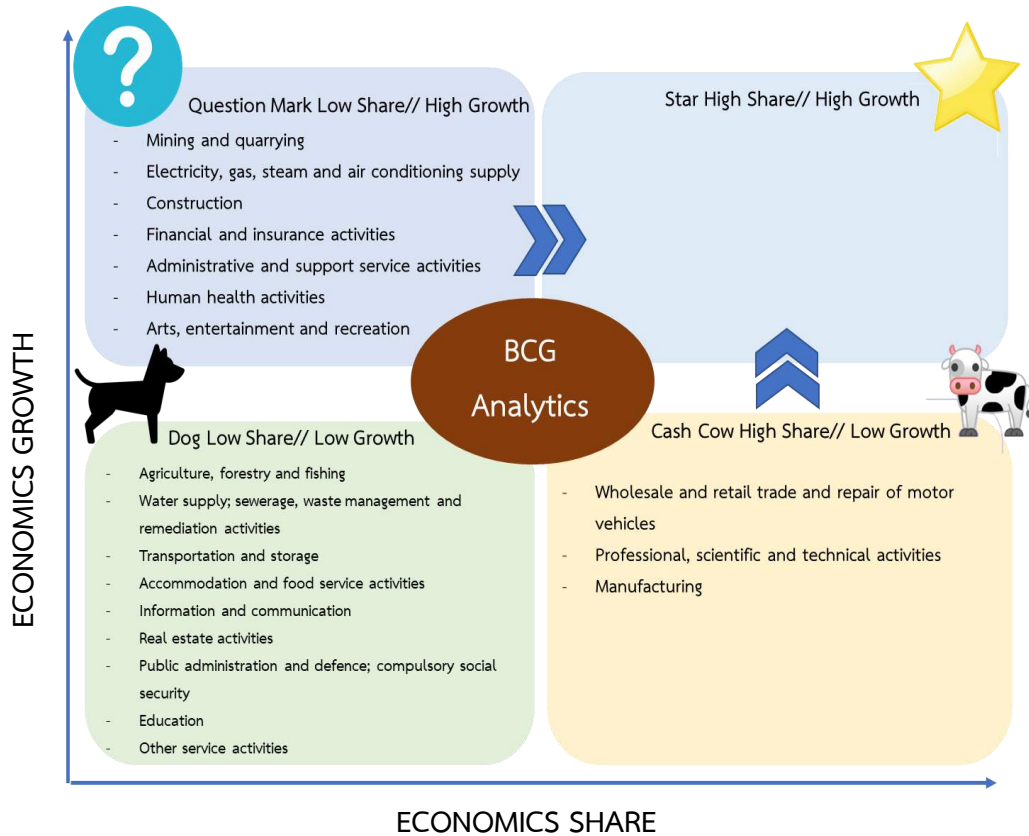 ?
Question Mark Low Share// High Growth
- Mining and quarrying
- Electricity, gas, steam and air conditioning supply
- Construction
- Financial and insurance activities
- Administrative and support service activities
- Human health activities
- Arts, entertainment and recreation
Star High Share// High Growth
BCG
Analytics
Dog Low Share// Low Growth
- Agriculture, forestry and fishing
- Water supply; sewerage, waste management and
remediation activities
- Transportation and storage
- Accommodation and food service activities
- Information and communication
- Real estate activities
- Public administration and defence; compulsory social
security
- Education
- Other service activities
Cash Cow High Share// Low Growth
- Wholesale and retail trade and repair of motor
vehicles
- Professional, scientific and technical activities
- Manufacturing
ECONOMICS GROWTH
ECONOMICS SHARE